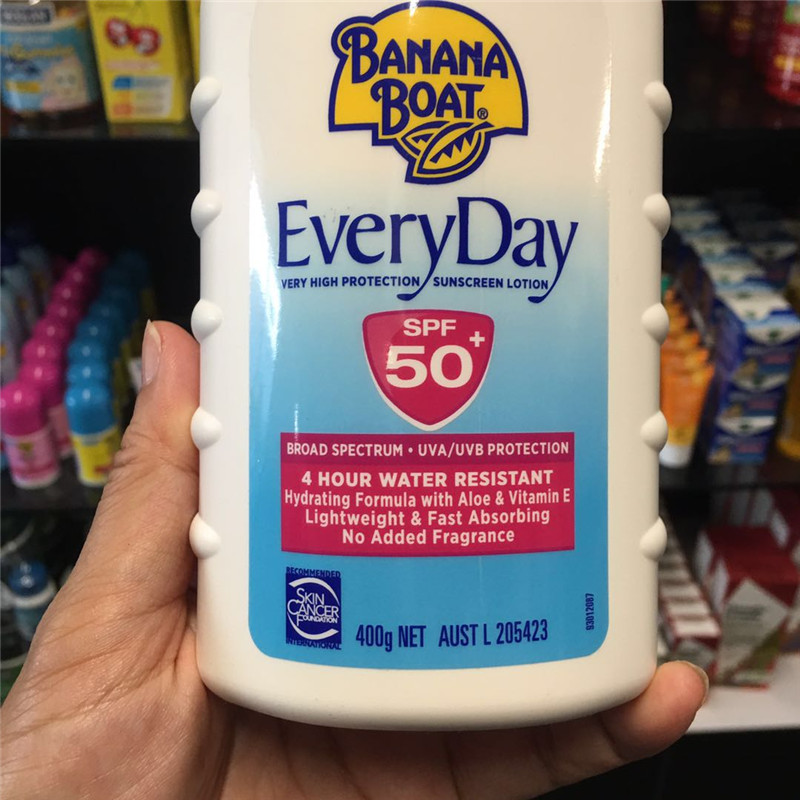 BANANA
BOAT®
EveryDay
VERY HIGH PROTECTION SUNSCREEN LOTION
SPF
50+
BROAD SPECTRUM • UVA/UVB PROTECTION
4 HOUR WATER RESISTANT
Hydrating Formula with Aloe & Vitamin E
Lightweight & Fast Absorbing
No Added Fragrance
RECOMMENDED
SKIN
CANCER
FOUNDATION
INTERNATIONAL
400g NET AUST L 205423
93012087